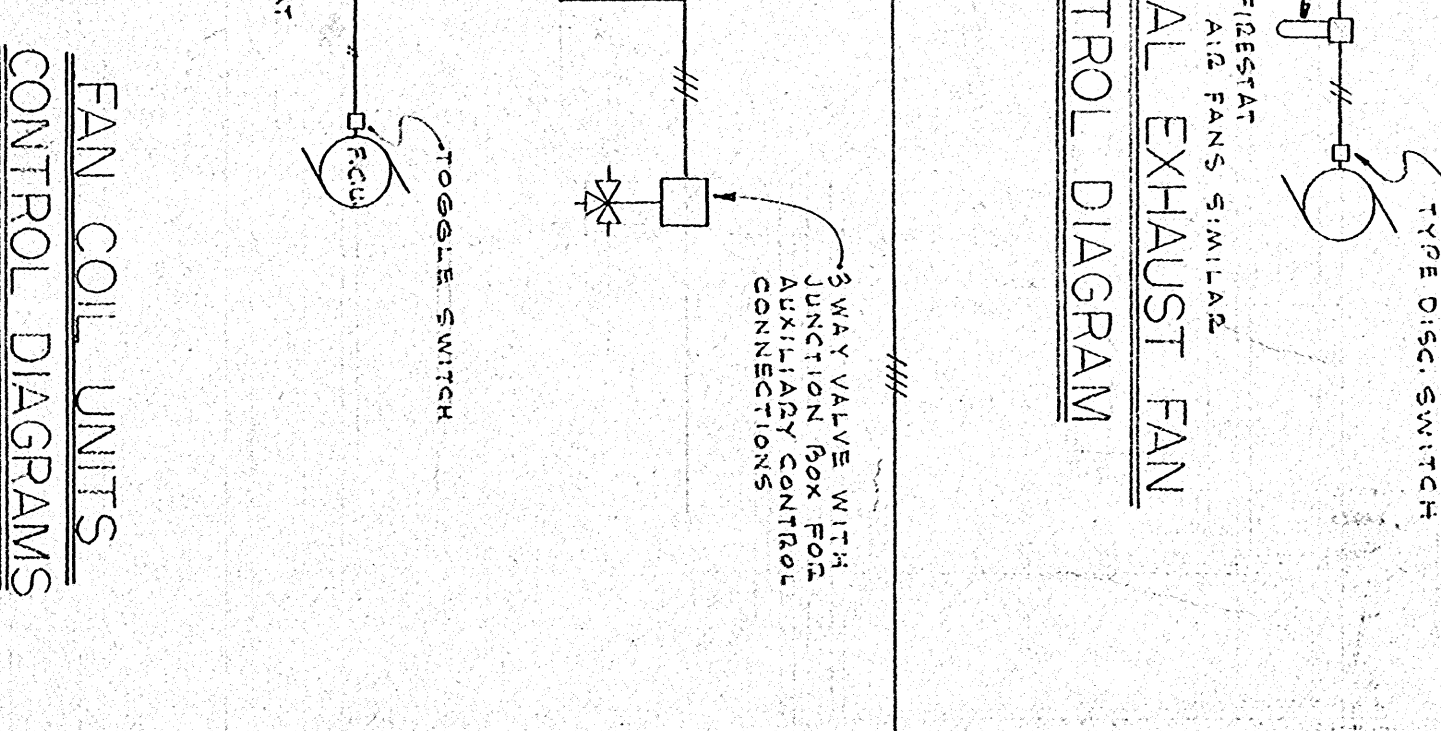 TYPE DISC. SWITCH
FIRESTAT
AIR FANS SIMILAR
AL EXHAUST FAN
TROL DIAGRAM
3 WAY VALVE WITH
JUNCTION BOX FOR
AUXILIARY CONTROL
CONNECTIONS
TOGGLE SWITCH
F.C.U.
FAN COIL UNITS
CONTROL DIAGRAMS